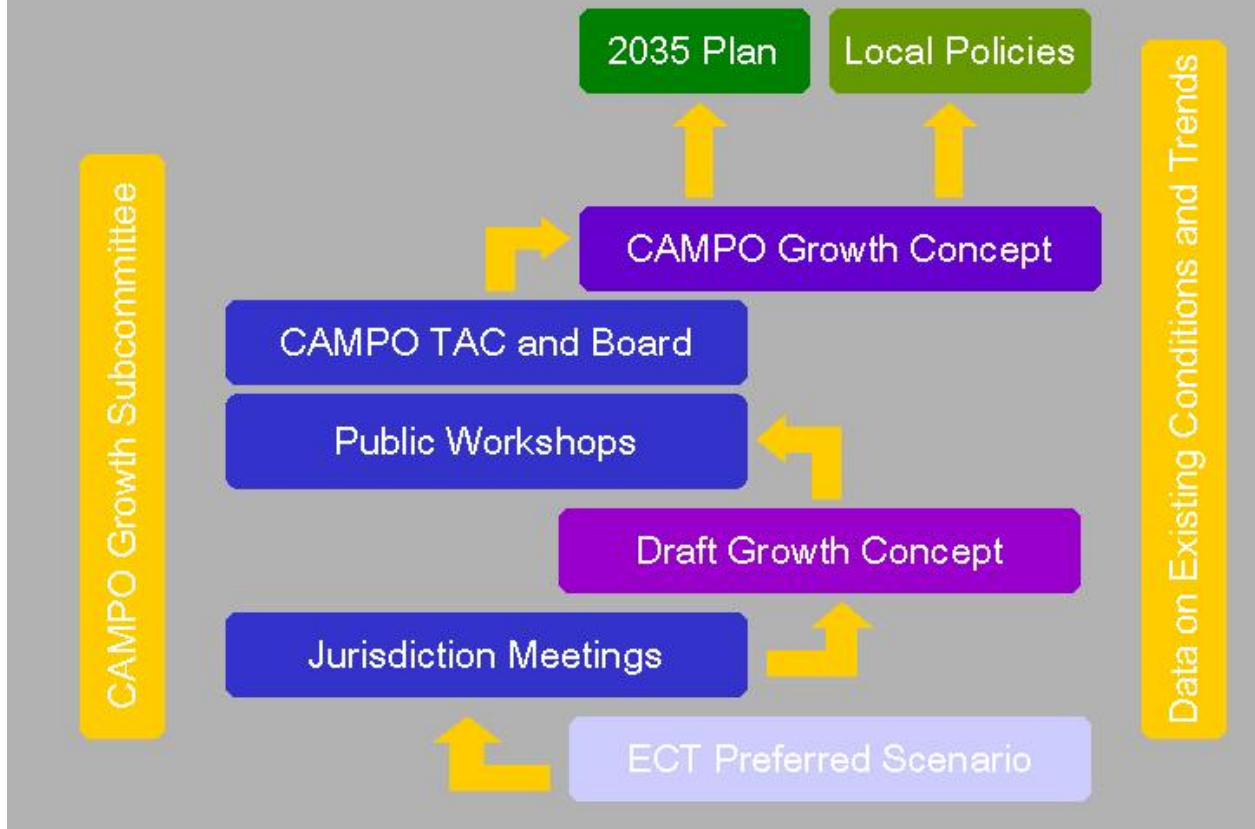 2035 Plan
Local Policies
CAMPO Growth Subcommittee
Data on Existing Conditions and Trends
CAMPO Growth Concept
CAMPO TAC and Board
Public Workshops
Draft Growth Concept
Jurisdiction Meetings
ECT Preferred Scenario